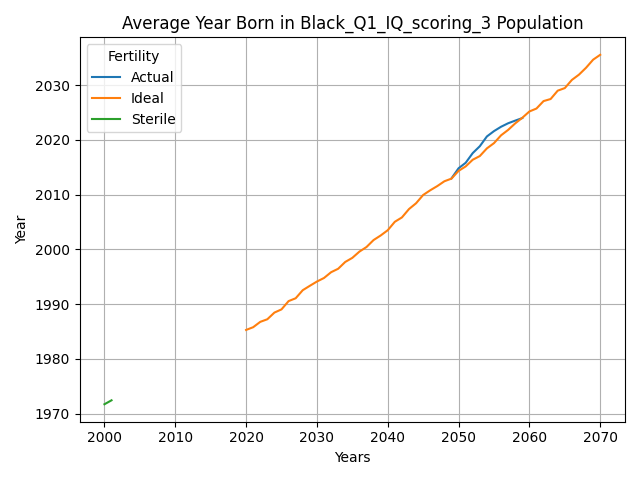 Average Year Born in Black_Q1_IQ_scoring_3 Population
Fertility
Actual
Ideal
Sterile
Year
2030
2020
2010
2000
1990
1980
1970
2000 2010 2020 2030 2040 2050 2060 2070
Years